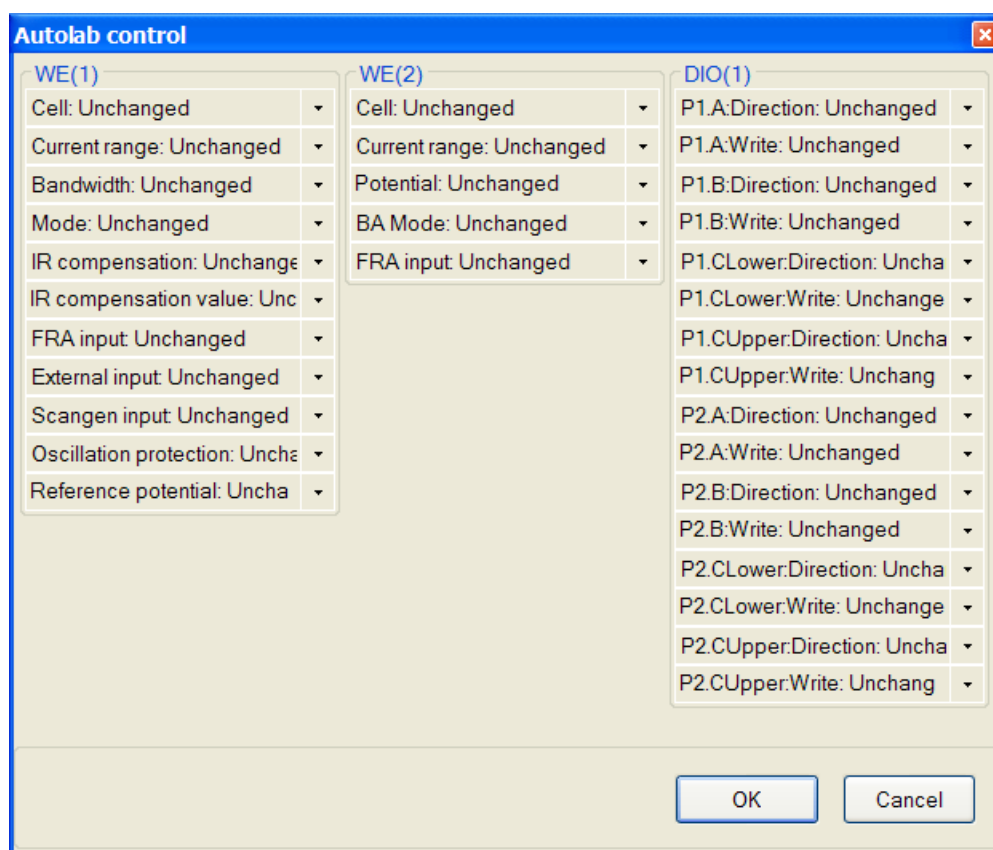 Autolab control
WE(1)
Cell: Unchanged
Current range: Unchanged
Bandwidth: Unchanged
Mode: Unchanged
IR compensation: Unchange
IR compensation value: Unc
FRA input: Unchanged
External input: Unchanged
Scangen input: Unchanged
Oscillation protection: Uncha
Reference potential: Uncha
WE(2)
Cell: Unchanged
Current range: Unchanged
Potential: Unchanged
BA Mode: Unchanged
FRA input: Unchanged
DIO(1)
P1.A:Direction: Unchanged
P1.A:Write: Unchanged
P1.B:Direction: Unchanged
P1.B:Write: Unchanged
P1.CLower:Direction: Uncha
P1.CLower:Write: Unchange
P1.CUpper:Direction: Uncha
P1.CUpper:Write: Unchang
P2.A:Direction: Unchanged
P2.A:Write: Unchanged
P2.B:Direction: Unchanged
P2.B:Write: Unchanged
P2.CLower:Direction: Uncha
P2.CLower:Write: Unchange
P2.CUpper:Direction: Uncha
P2.CUpper:Write: Unchang
OK
Cancel